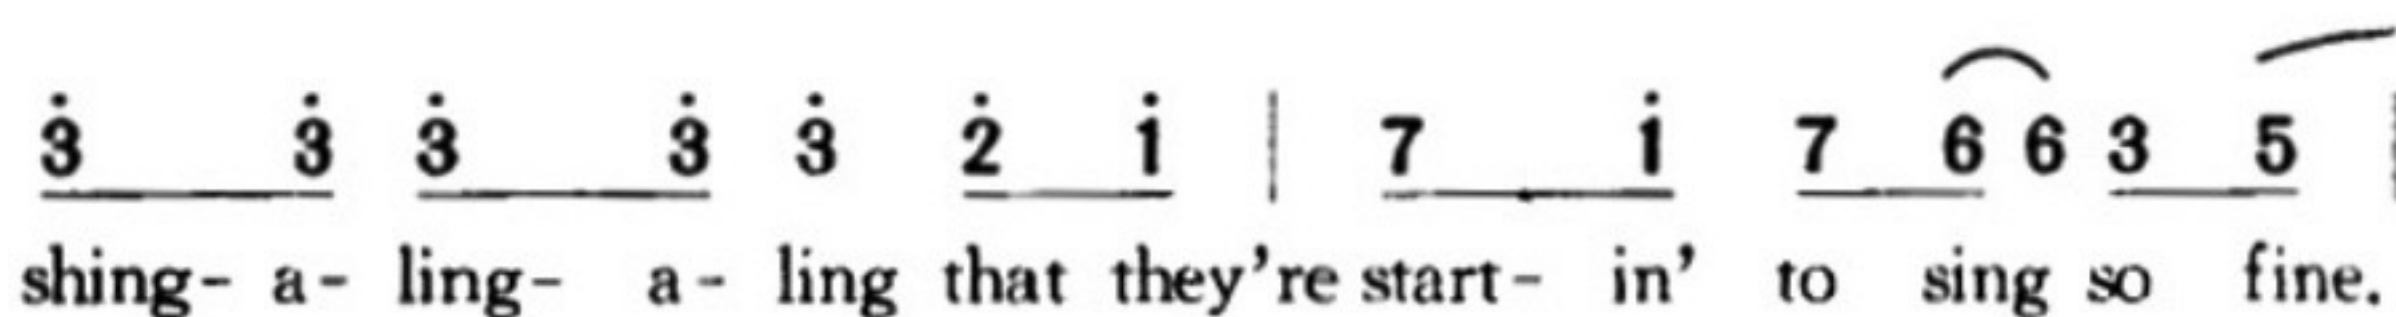 3̇ 3̇ 3̇ 3̇ 3̇ 2̇ 1̇ | 7 1̇ 7 6 6 3 5
shing- a- ling- a- ling that they're start- in' to sing so fine.